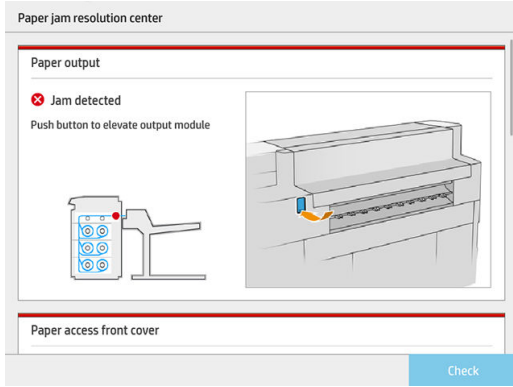 Paper jam resolution center
Paper output
Jam detected
Push button to elevate output module
Paper access front cover
Check